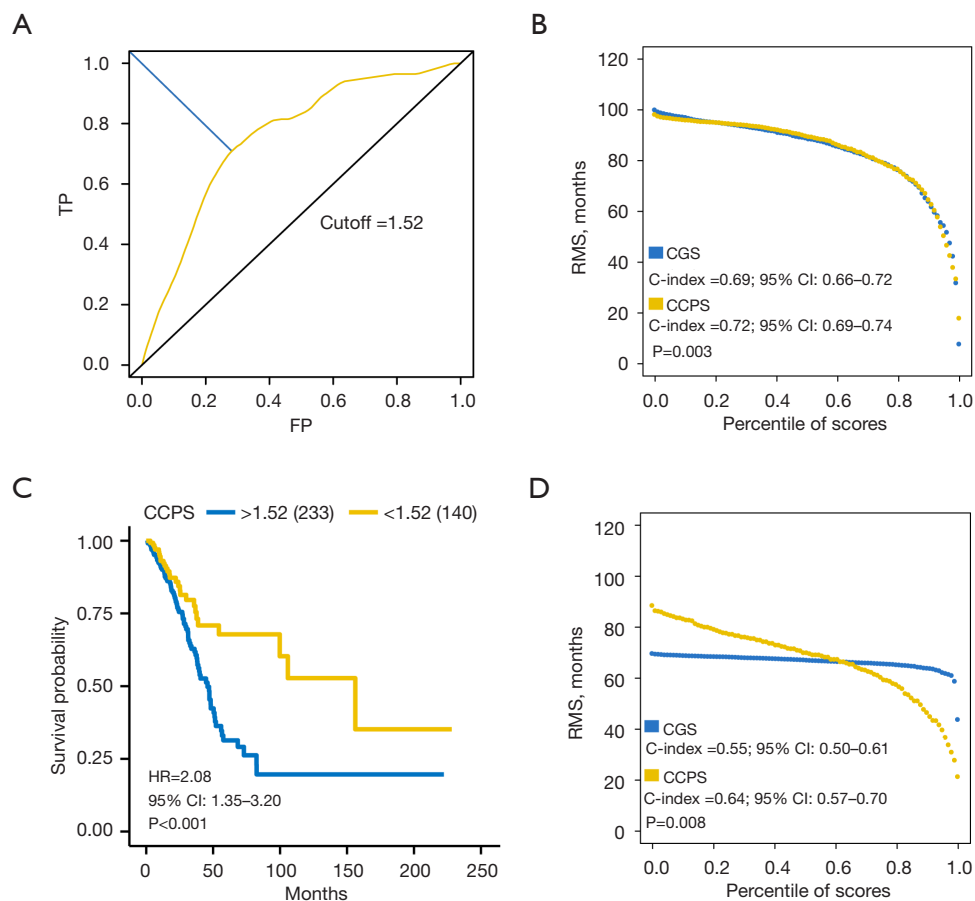 A
1.0
0.8
0.6
0.4
0.2
0.0
TP
Cutoff =1.52
0.0 0.2 0.4 0.6 0.8 1.0
FP
B
120
100
80
60
40
20
0
RMS, months
CGS
C-index =0.69; 95% CI: 0.66–0.72
CCPS
C-index =0.72; 95% CI: 0.69–0.74
P=0.003
0.0 0.2 0.4 0.6 0.8 1.0
Percentile of scores
C
CCPS >1.52 (233) <1.52 (140)
1.00
0.75
0.50
0.25
0.00
Survival probability
HR=2.08
95% CI: 1.35–3.20
P<0.001
0 50 100 150 200 250
Months
D
120
100
80
60
40
20
0
RMS, months
CGS
C-index =0.55; 95% CI: 0.50–0.61
CCPS
C-index =0.64; 95% CI: 0.57–0.70
P=0.008
0.0 0.2 0.4 0.6 0.8 1.0
Percentile of scores